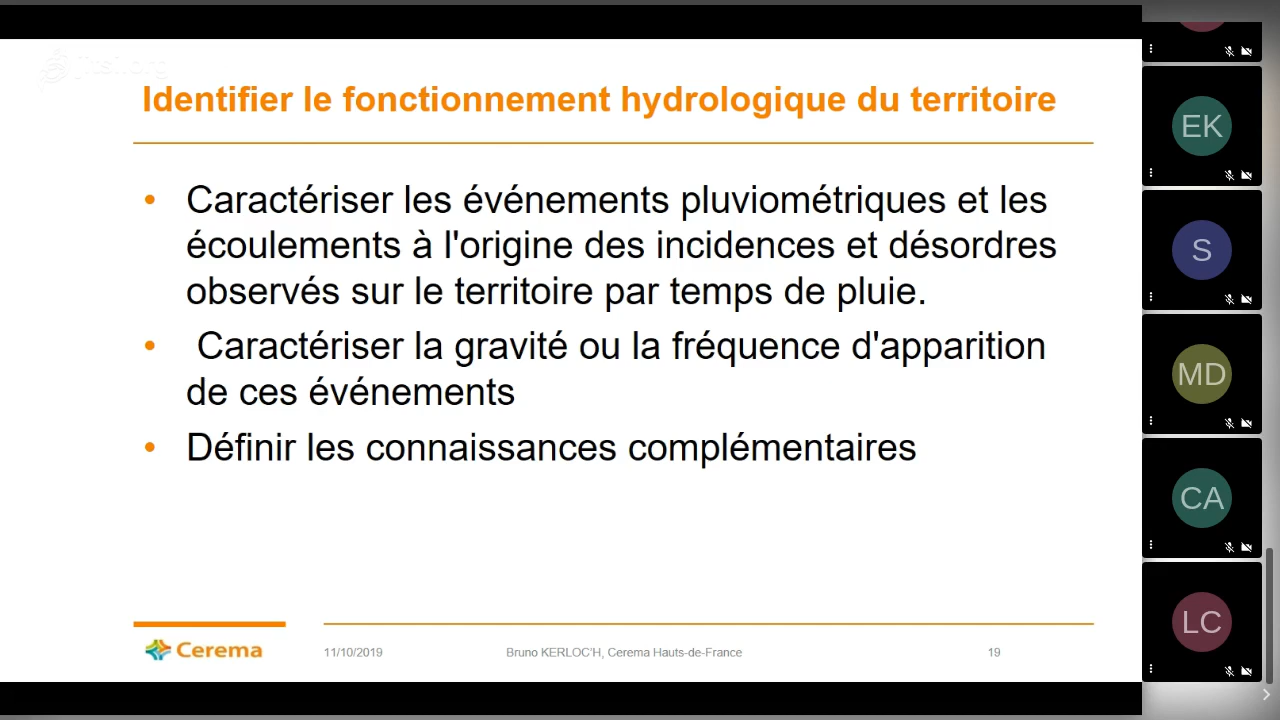 Identifier le fonctionnement hydrologique du territoire
• Caractériser les événements pluviométriques et les
écoulements à l'origine des incidences et désordres
observés sur le territoire par temps de pluie.
• Caractériser la gravité ou la fréquence d'apparition
de ces événements
• Définir les connaissances complémentaires
Cerema
11/10/2019
Bruno KERLOC'H, Cerema Hauts-de-France
19
EK
S
MD
CA
LC